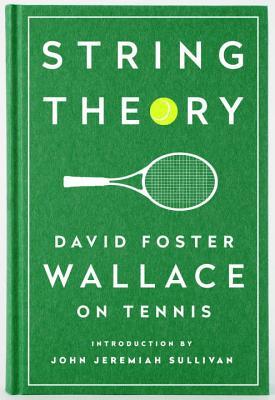 STRING
THEORY
DAVID FOSTER
WALLACE
ON TENNIS
INTRODUCTION BY
JOHN JEREMIAH SULLIVAN